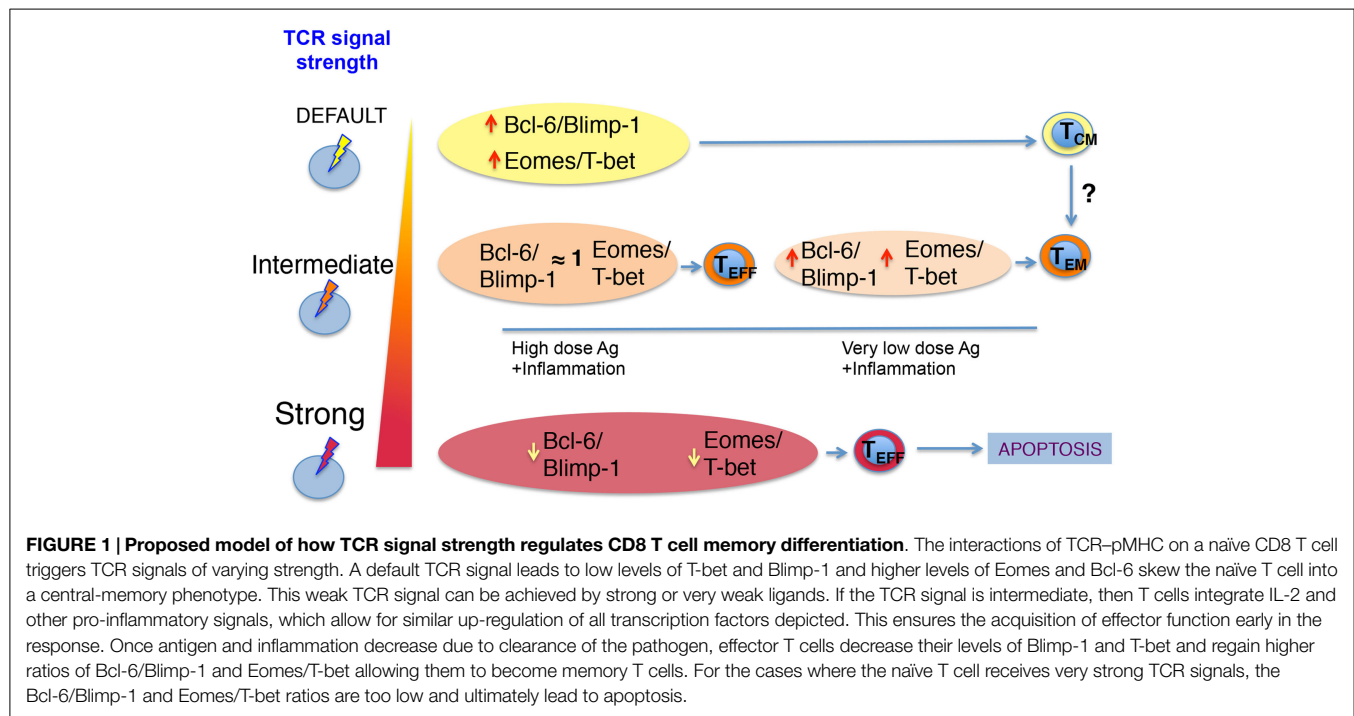 TCR signal
strength
DEFAULT
↑ Bcl-6/Blimp-1
↑ Eomes/T-bet
TCM
?
Intermediate
Bcl-6/
Blimp-1
≈ 1
Eomes/
T-bet
TEFF
↑ Bcl-6/
Blimp-1
↑ Eomes/
T-bet
TEM
High dose Ag
+Inflammation
Very low dose Ag
+Inflammation
Strong
↓ Bcl-6/
Blimp-1
↓ Eomes/
T-bet
TEFF
APOPTOSIS
FIGURE 1 | Proposed model of how TCR signal strength regulates CD8 T cell memory differentiation. The interactions of TCR–pMHC on a naïve CD8 T cell
triggers TCR signals of varying strength. A default TCR signal leads to low levels of T-bet and Blimp-1 and higher levels of Eomes and Bcl-6 skew the naïve T cell into
a central-memory phenotype. This weak TCR signal can be achieved by strong or very weak ligands. If the TCR signal is intermediate, then T cells integrate IL-2 and
other pro-inflammatory signals, which allow for similar up-regulation of all transcription factors depicted. This ensures the acquisition of effector function early in the
response. Once antigen and inflammation decrease due to clearance of the pathogen, effector T cells decrease their levels of Blimp-1 and T-bet and regain higher
ratios of Bcl-6/Blimp-1 and Eomes/T-bet allowing them to become memory T cells. For the cases where the naïve T cell receives very strong TCR signals, the
Bcl-6/Blimp-1 and Eomes/T-bet ratios are too low and ultimately lead to apoptosis.